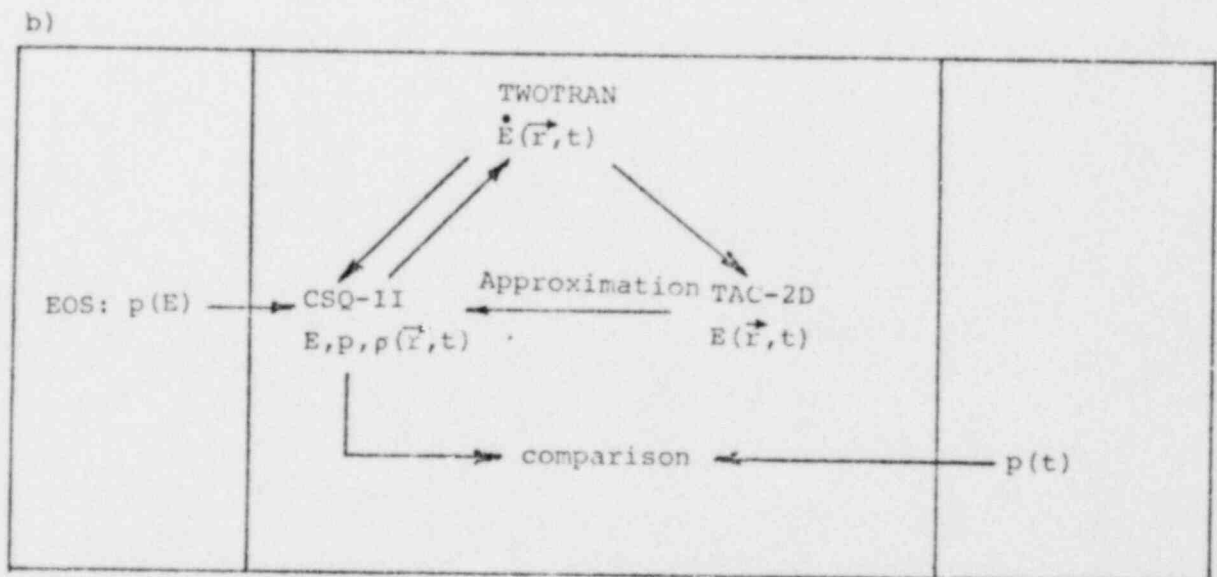 b)
TWOTRAN
Ė(r⃗,t)
Approximation
EOS: p(E)
CSQ-II
TAC-2D
E,p,ρ(r⃗,t)
E(r⃗,t)
comparison
p(t)